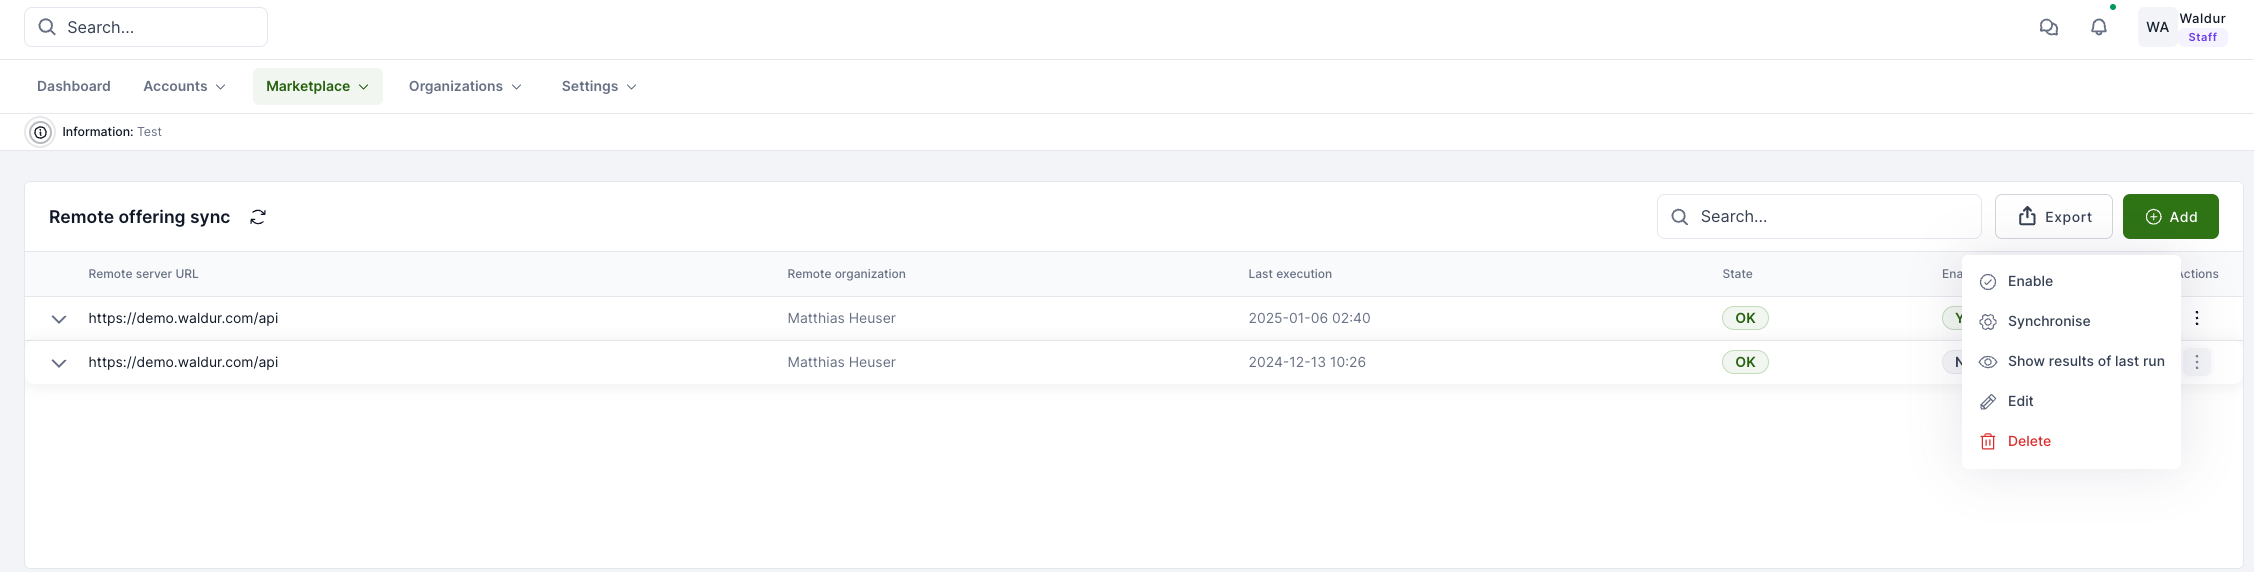 Search...
WA
Waldur
Staff
Dashboard Accounts Marketplace Organizations Settings
Information: Test
Remote offering sync
Search...
Export
Add
Remote server URL Remote organization Last execution State
https://demo.waldur.com/api Matthias Heuser 2025-01-06 02:40 OK
https://demo.waldur.com/api Matthias Heuser 2024-12-13 10:26 OK
Enable
Synchronise
Show results of last run
Edit
Delete